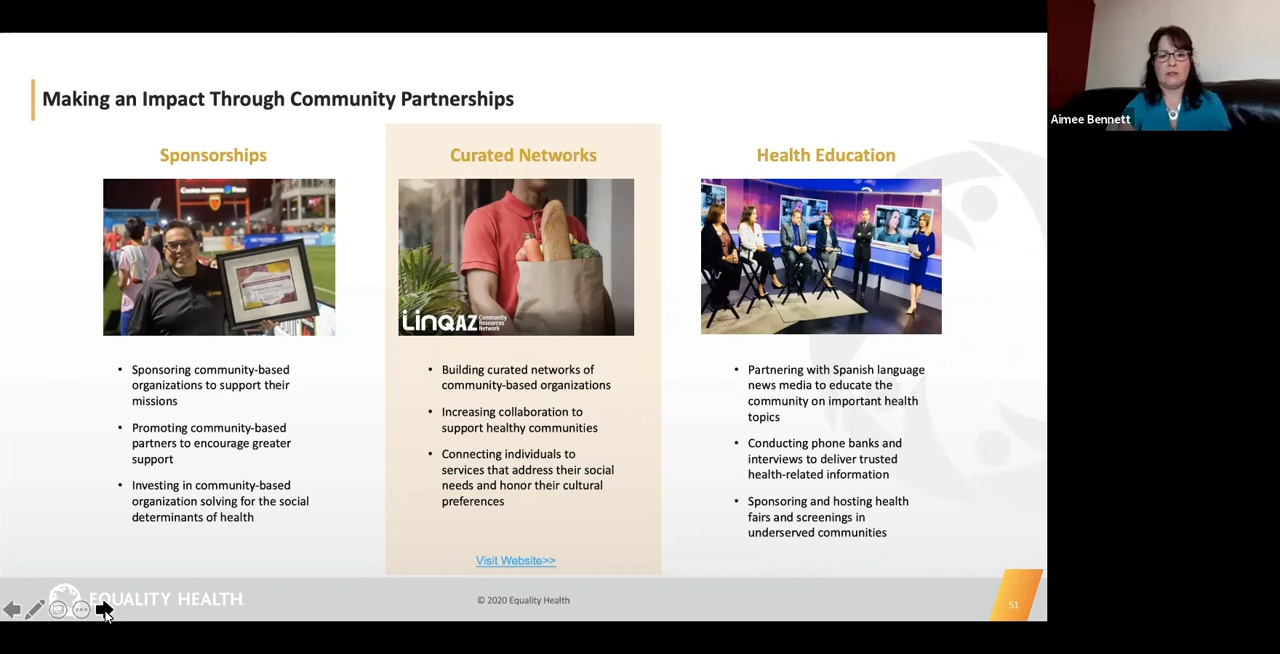 Making an Impact Through Community Partnerships
Sponsorships
LINQAZ
Sponsoring community-based
organizations to support their
missions
Promoting community-based
partners to encourage greater
support
Investing in community-based
organization solving for the social
determinants of health
Curated Networks
Community
Resources
Network
Building curated networks of
community-based organizations
Increasing collaboration to
support healthy communities
Connecting individuals to
services that address their social
needs and honor their cultural
preferences
Visit Website>>
Health Education
Partnering with Spanish language
news media to educate the
community on important health
topics
Conducting phone banks and
interviews to deliver trusted
health-related information
Sponsoring and hosting health
fairs and screenings in
underserved communities
EQUALITY HEALTH
© 2020 Equality Health
51
Aimee Bennett